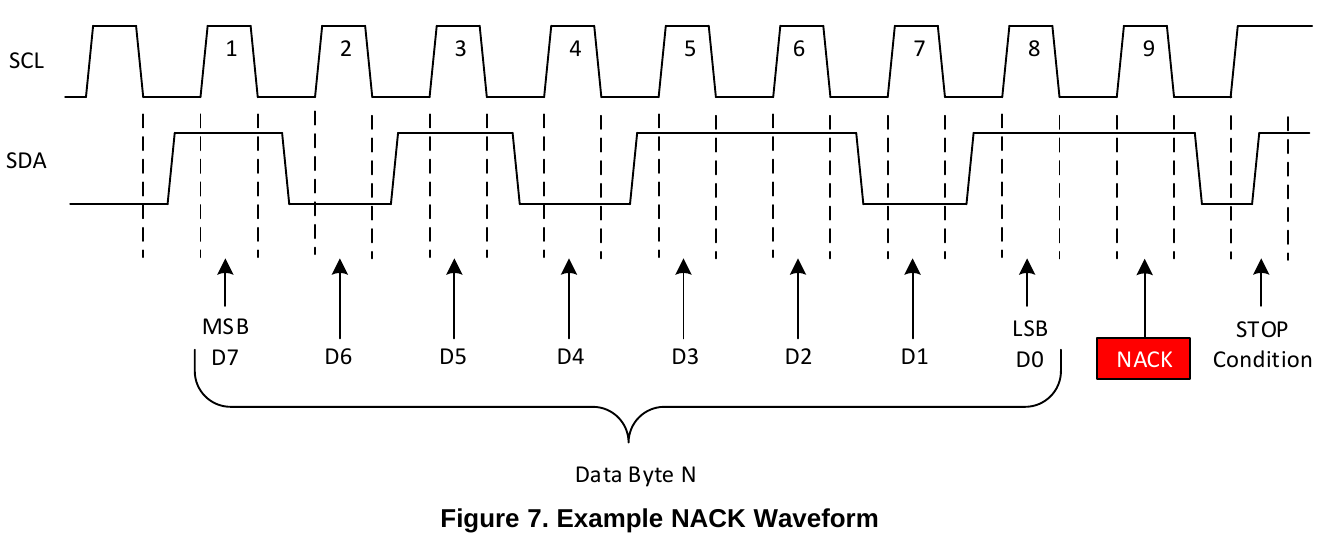 SCL
1 2 3 4 5 6 7 8 9
SDA
MSB LSB STOP
D7 D6 D5 D4 D3 D2 D1 D0 NACK Condition
Data Byte N
Figure 7. Example NACK Waveform